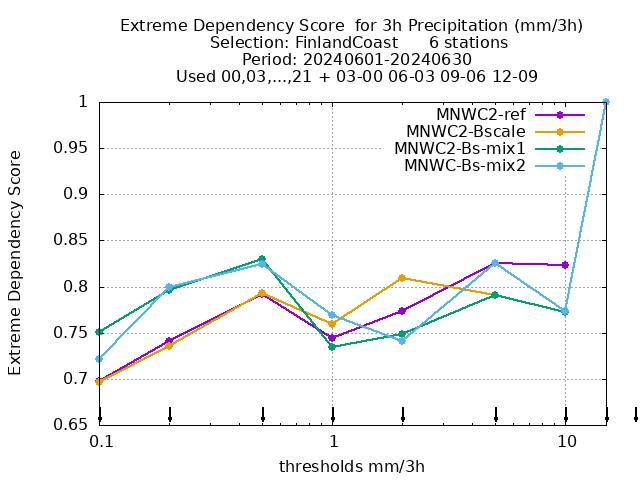 Extreme Dependency Score  for 3h Precipitation (mm/3h)
Selection: FinlandCoast      6 stations
Period: 20240601-20240630
Used 00,03,...,21 + 03-00 06-03 09-06 12-09
MNWC2-ref
MNWC2-Bscale
MNWC2-Bs-mix1
MNWC-Bs-mix2
Extreme Dependency Score
1
0.95
0.9
0.85
0.8
0.75
0.7
0.65
0.1 1 10
thresholds mm/3h